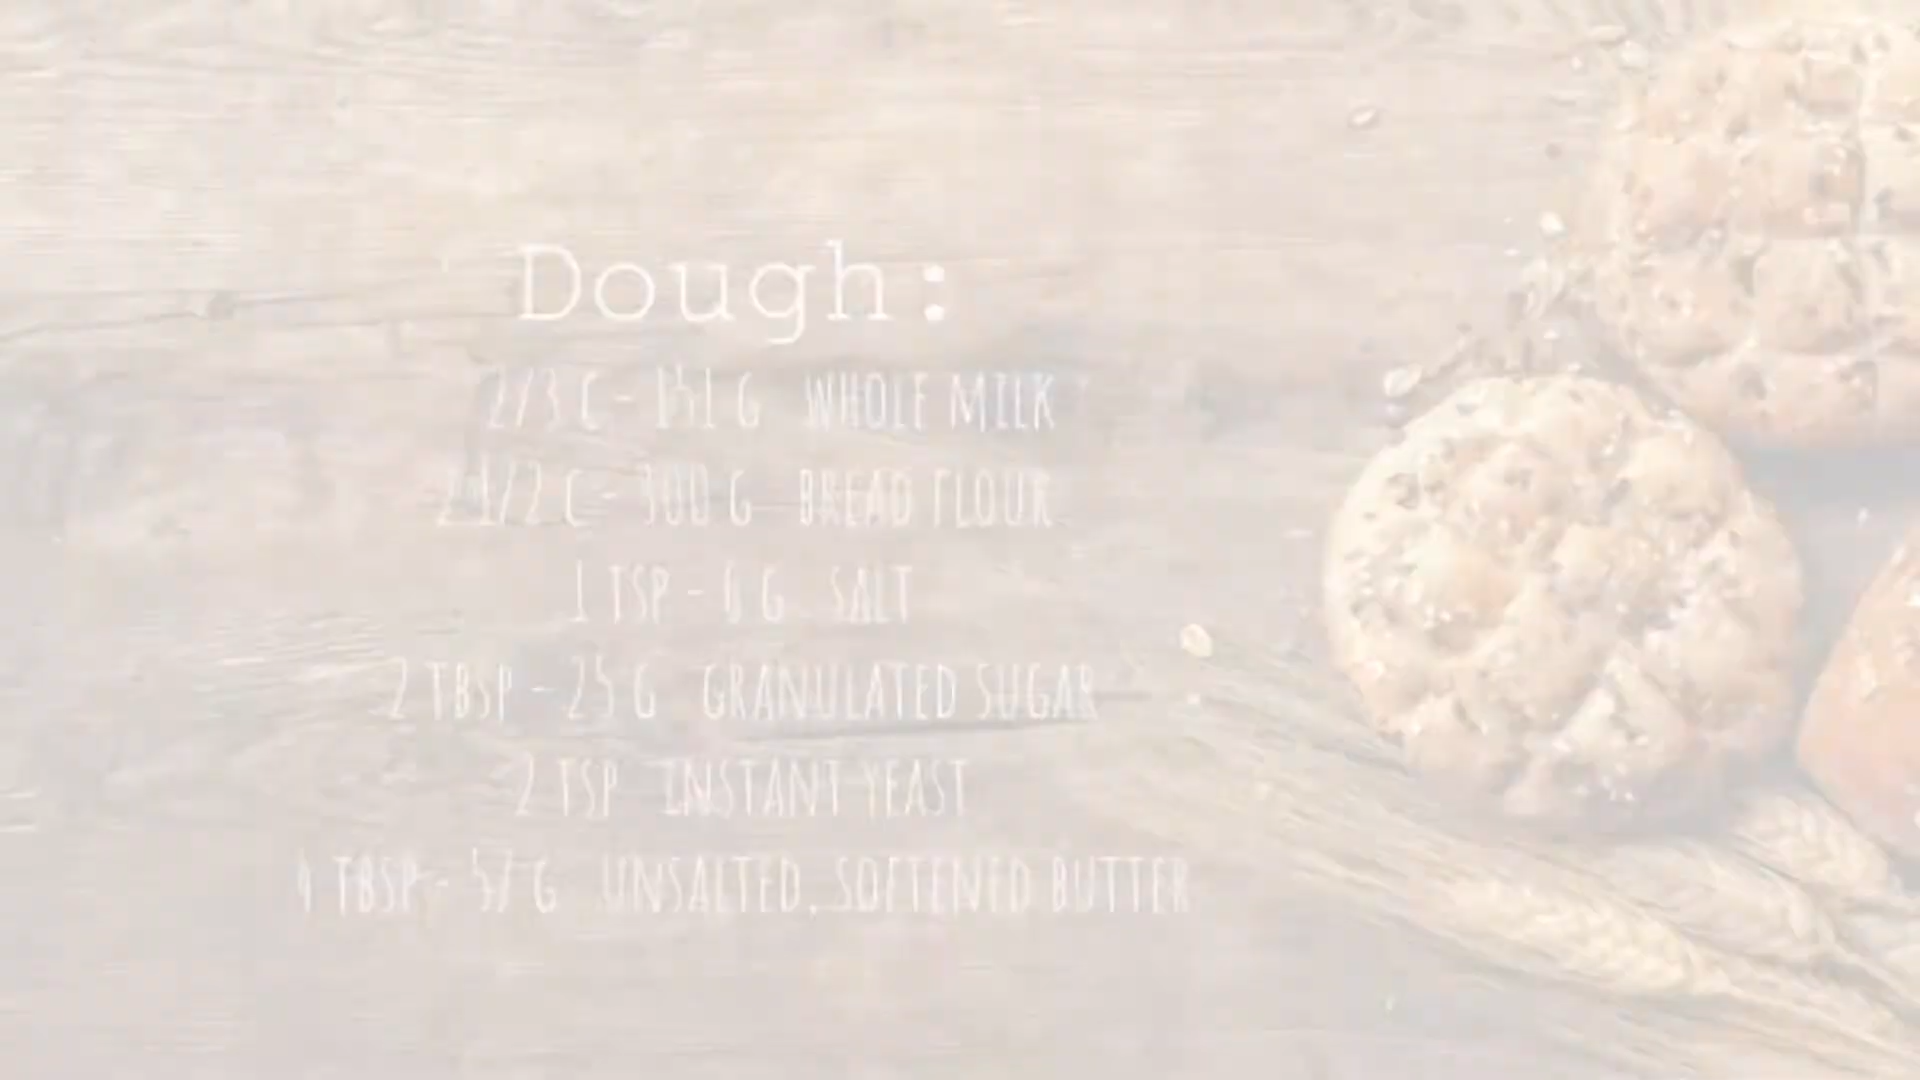 Dough:
2/3 C - 151 G WHOLE MILK
2 1/2 C - 300 G BREAD FLOUR
1 TSP - 6 G SALT
2 TBSP - 25 G GRANULATED SUGAR
2 TSP INSTANT YEAST
4 TBSP - 57 G UNSALTED, SOFTENED BUTTER